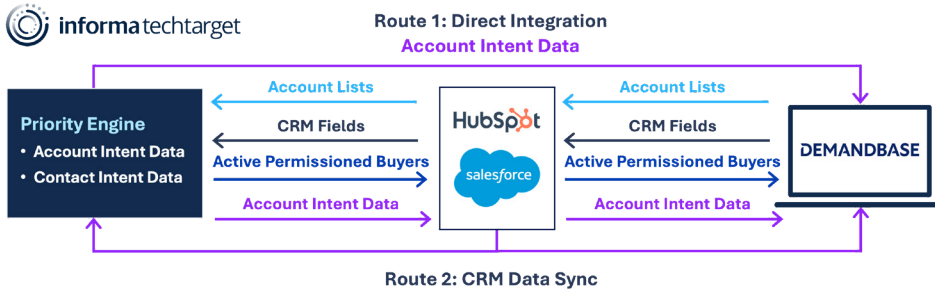 informa techtarget
Route 1: Direct Integration
Account Intent Data
Account Lists
Account Lists
Priority Engine
• Account Intent Data
• Contact Intent Data
CRM Fields
HubSpot
CRM Fields
Active Permissioned Buyers
salesforce
Active Permissioned Buyers
DEMANDBASE
Account Intent Data
Account Intent Data
Route 2: CRM Data Sync